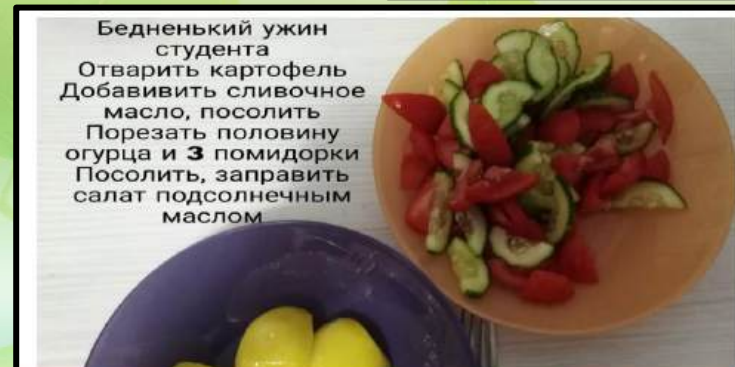 Бедненький ужин
студента
Отварить картофель
Добавивить сливочное
масло, посолить
Порезать половину
огурца и 3 помидорки
Посолить, заправить
салат подсолнечным
маслом